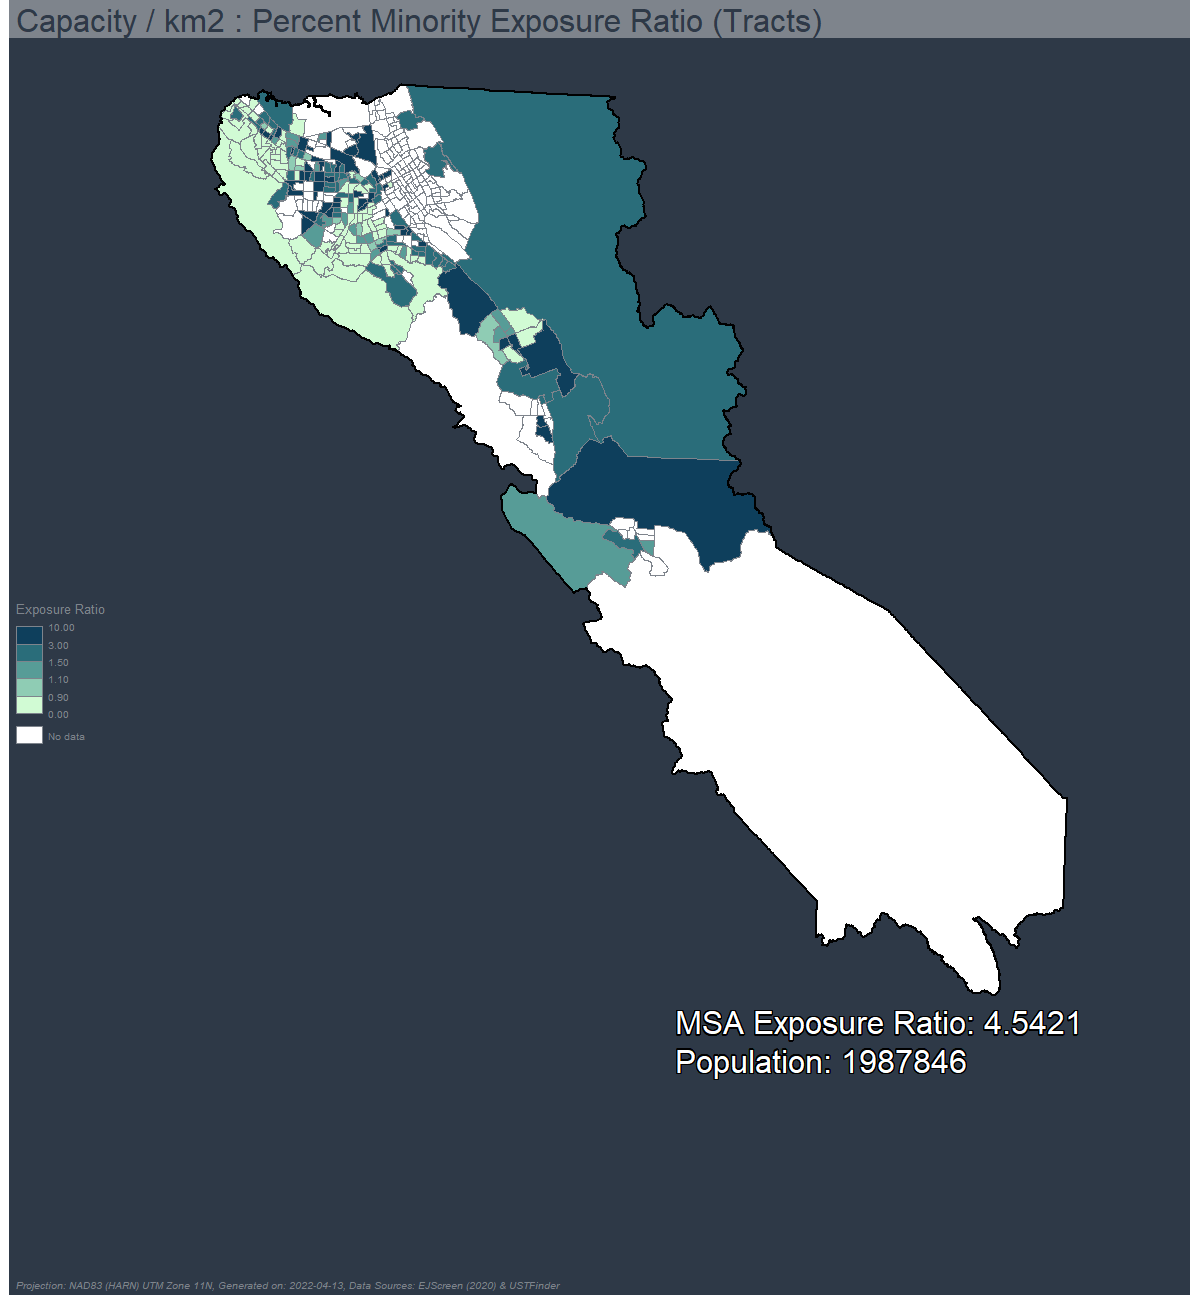 Capacity / km2 : Percent Minority Exposure Ratio (Tracts)
Exposure Ratio
10.00
3.00
1.50
1.10
0.90
0.00
No data
MSA Exposure Ratio: 4.5421
Population: 1987846
Projection: NAD83 (HARN) UTM Zone 11N, Generated on: 2022-04-13, Data Sources: EJScreen (2020) & USTFinder